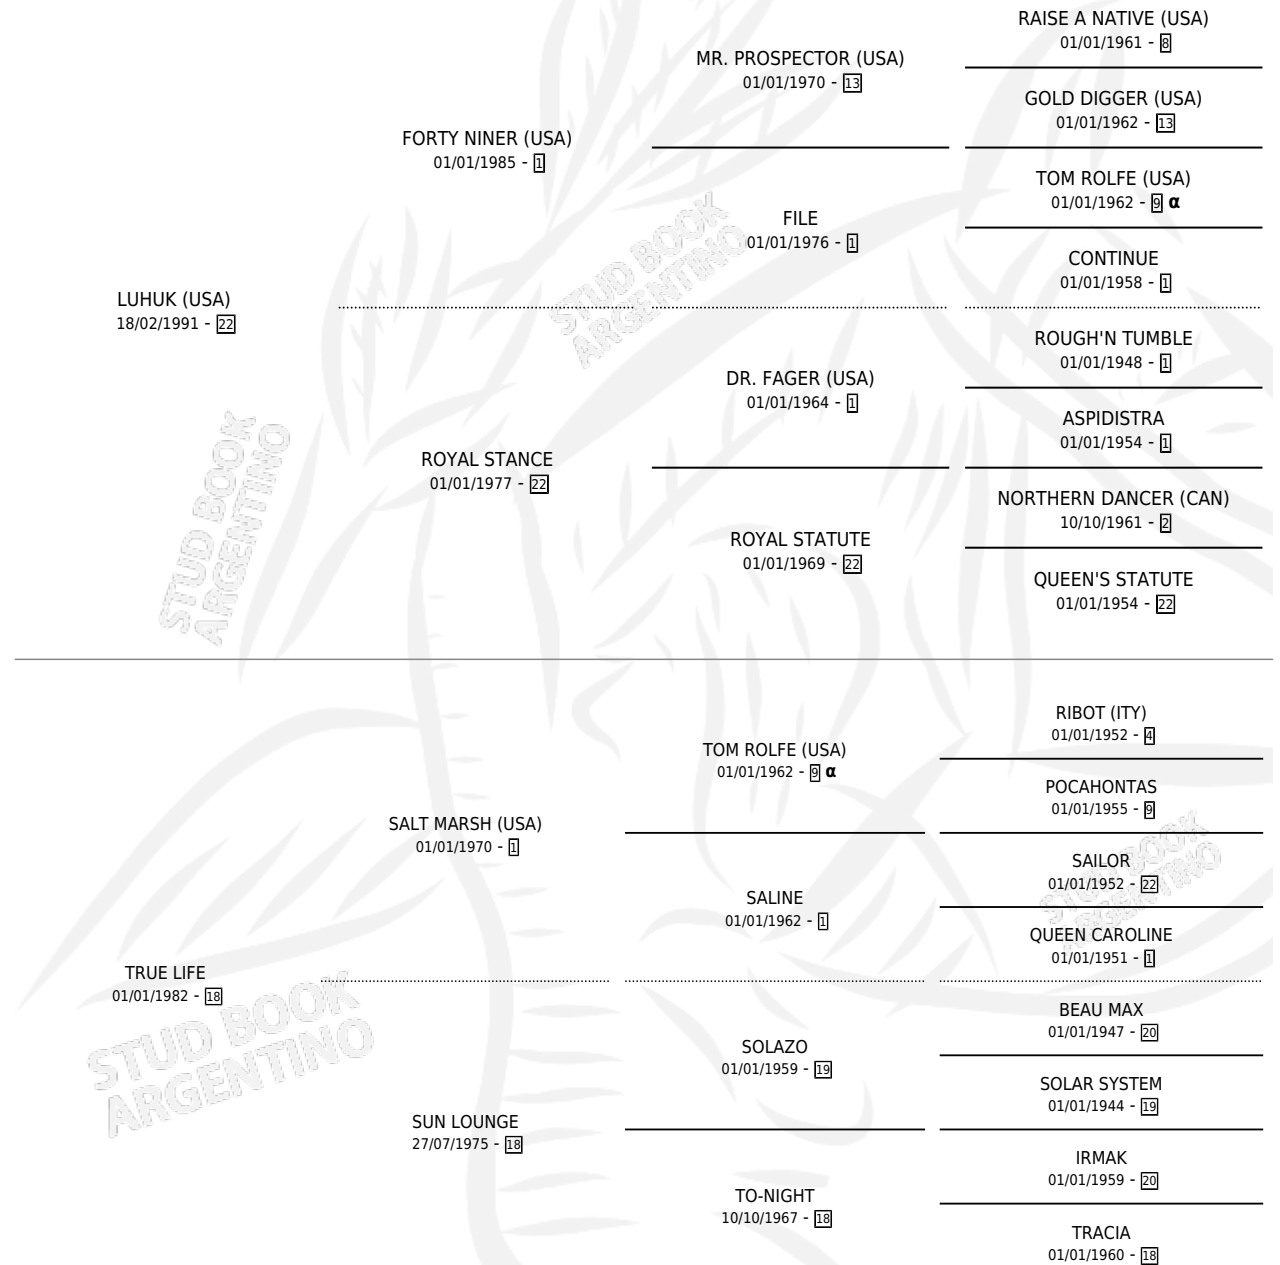 RAISE A NATIVE (USA)
01/01/1961 - 8
MR. PROSPECTOR (USA)
01/01/1970 - 13
GOLD DIGGER (USA)
01/01/1962 - 13
FORTY NINER (USA)
01/01/1985 - 1
TOM ROLFE (USA)
01/01/1962 - 9 α
FILE
01/01/1976 - 1
CONTINUE
01/01/1958 - 1
LUHUK (USA)
18/02/1991 - 22
ROUGH'N TUMBLE
01/01/1948 - 1
DR. FAGER (USA)
01/01/1964 - 1
ASPIDISTRA
01/01/1954 - 1
ROYAL STANCE
01/01/1977 - 22
NORTHERN DANCER (CAN)
10/10/1961 - 2
ROYAL STATUTE
01/01/1969 - 22
QUEEN'S STATUTE
01/01/1954 - 22
RIBOT (ITY)
01/01/1952 - 4
TOM ROLFE (USA)
01/01/1962 - 9 α
POCAHONTAS
01/01/1955 - 9
SALT MARSH (USA)
01/01/1970 - 1
SAILOR
01/01/1952 - 22
SALINE
01/01/1962 - 1
QUEEN CAROLINE
01/01/1951 - 1
TRUE LIFE
01/01/1982 - 18
BEAU MAX
01/01/1947 - 20
SOLAZO
01/01/1959 - 19
SOLAR SYSTEM
01/01/1944 - 19
SUN LOUNGE
27/07/1975 - 18
IRMAK
01/01/1959 - 20
TO-NIGHT
10/10/1967 - 18
TRACIA
01/01/1960 - 18
STUD BOOK
ARGENTINO
STUD BOOK
ARGENTINO
STUD BOOK
ARGENTINO
STUD BOOK
ARGENTINO